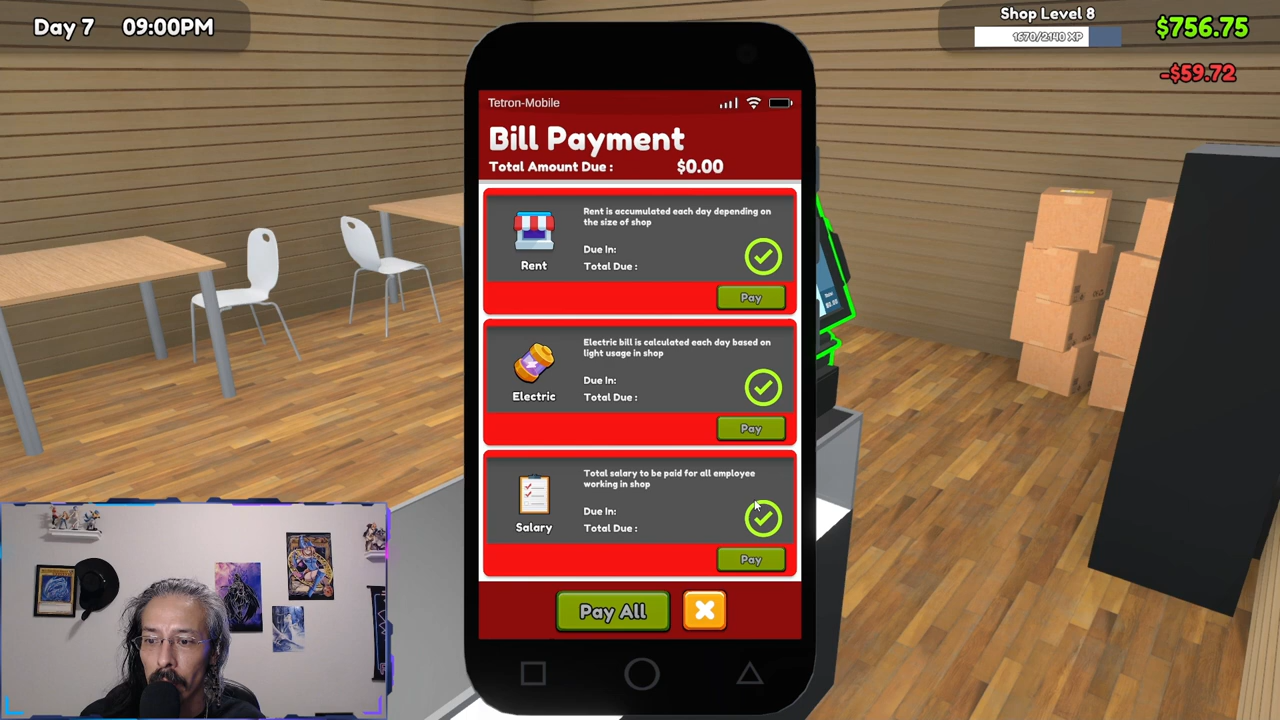 Day 7 09:00PM
Shop Level 8
1670/2140 XP
$756.75
-$59.72
Tetron-Mobile
Bill Payment
Total Amount Due : $0.00
Rent is accumulated each day depending on
the size of shop
Due In:
Total Due :
Rent
Pay
Electric bill is calculated each day based on
light usage in shop
Due In:
Total Due :
Electric
Pay
Total salary to be paid for all employee
working in shop
Due In:
Total Due :
Salary
Pay
Pay All